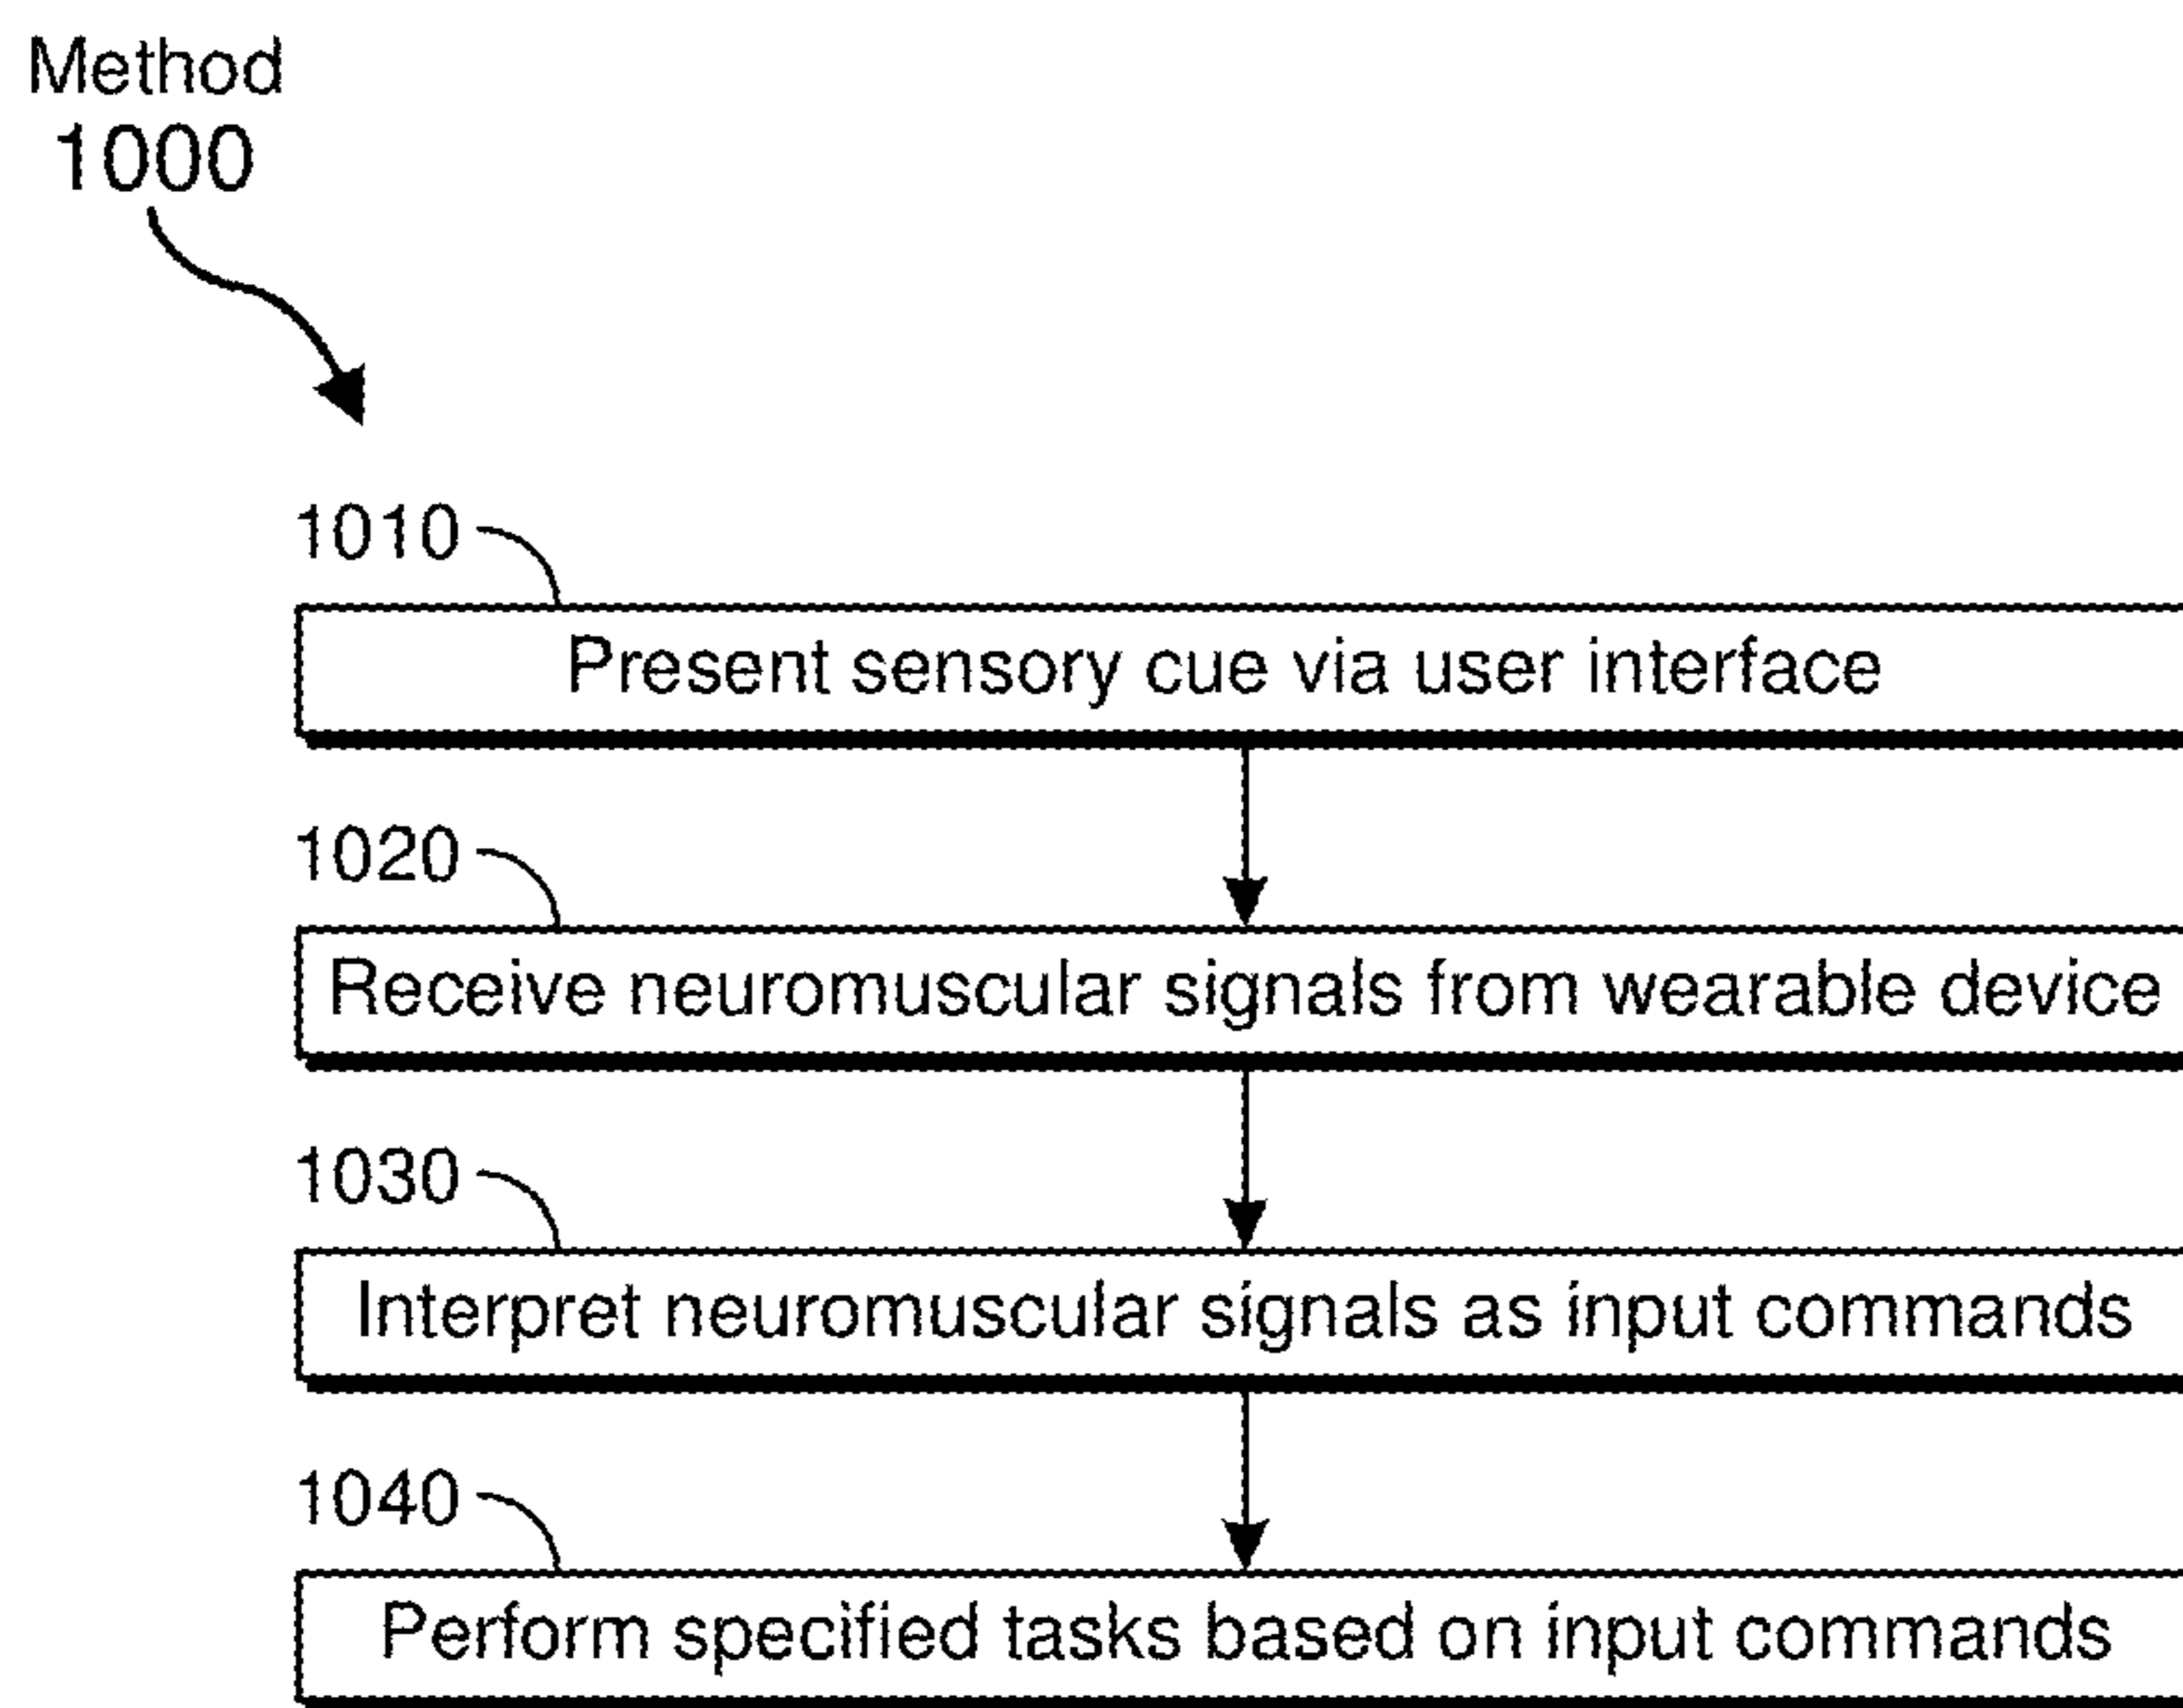 Method
1000
1010
Present sensory cue via user interface
1020
Receive neuromuscular signals from wearable device
1030
Interpret neuromuscular signals as input commands
1040
Perform specified tasks based on input commands